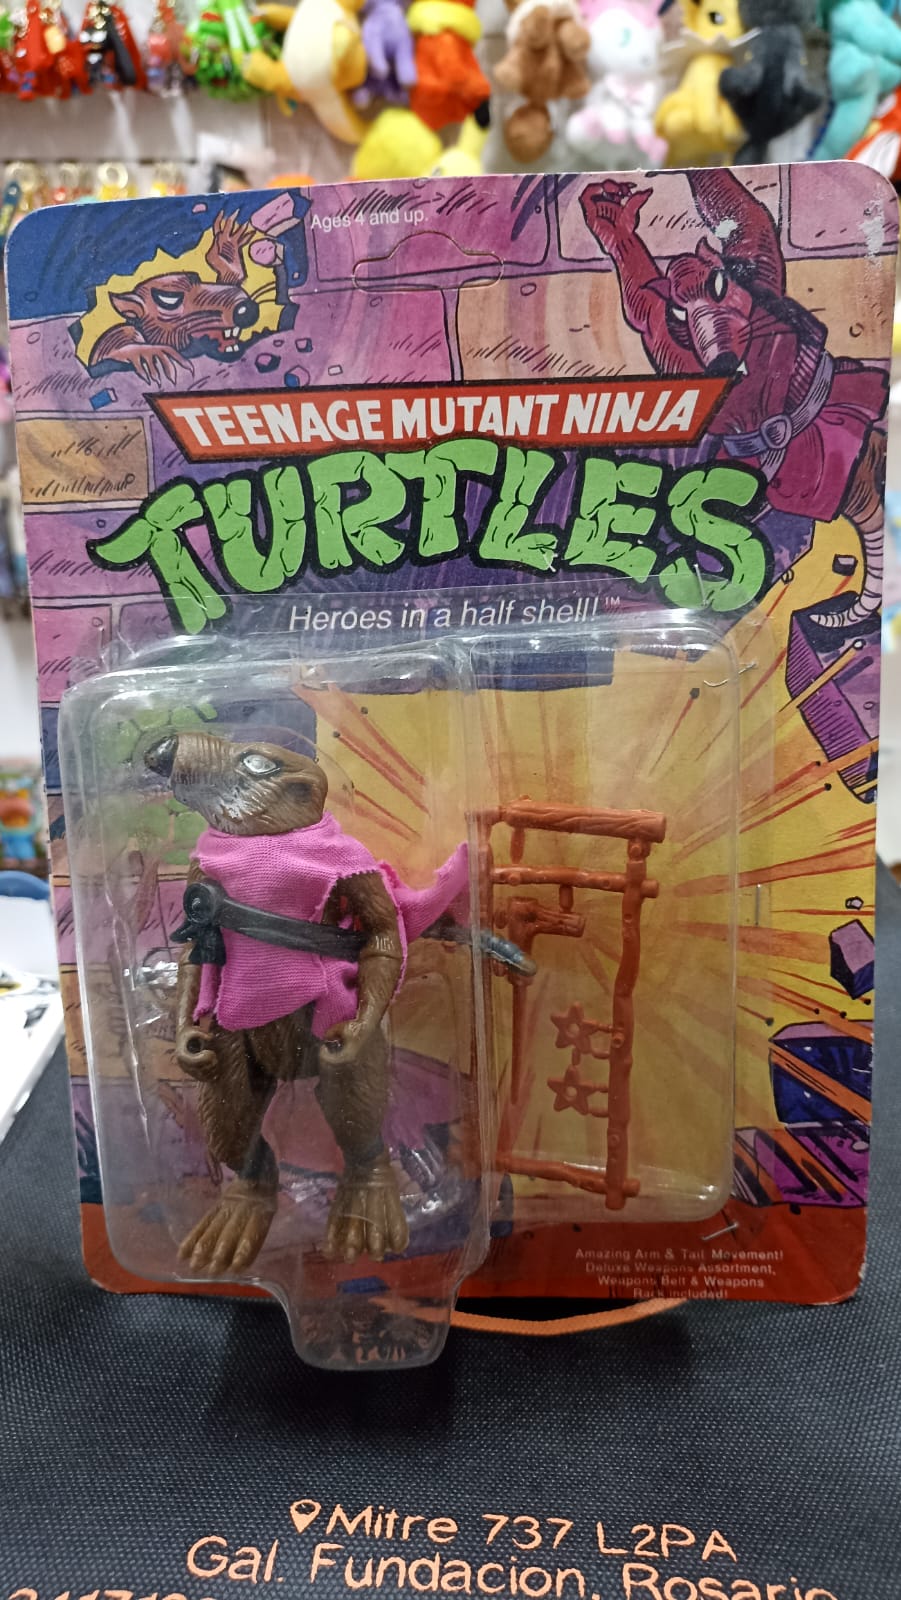 Ages 4 and up.
TEENAGE MUTANT NINJA
TURTLES
Heroes in a half shell!™
Amazing Arm & Tail Movement!
Deluxe Weapons Assortment,
Weapons Belt & Weapons
Rack included!
Mitre 737 L2PA
Gal. Fundacion, Rosario